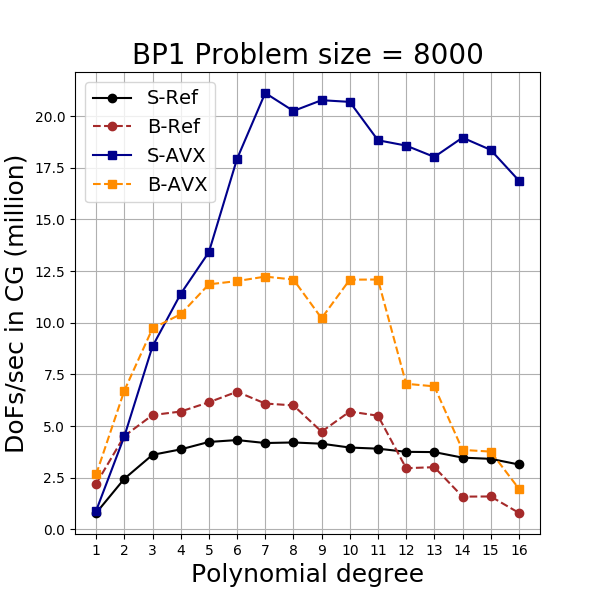 BP1 Problem size = 8000
S-Ref
B-Ref
S-AVX
B-AVX
DoFs/sec in CG (million)
20.0
17.5
15.0
12.5
10.0
7.5
5.0
2.5
0.0
1 2 3 4 5 6 7 8 9 10 11 12 13 14 15 16
Polynomial degree